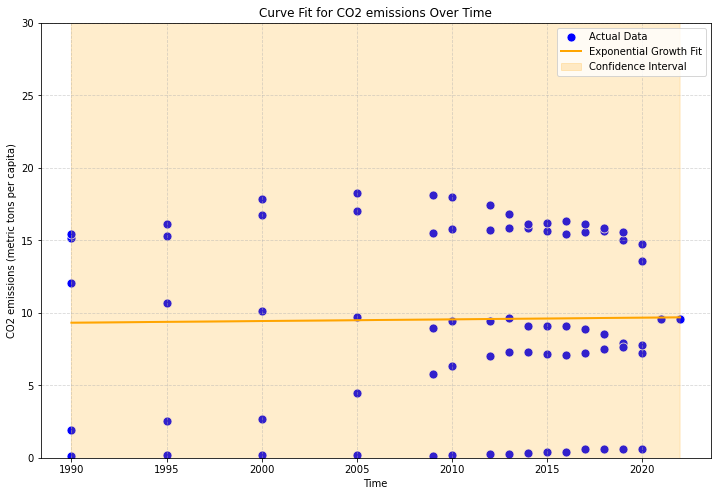 Curve Fit for CO2 emissions Over Time
Actual Data
Exponential Growth Fit
Confidence Interval
CO2 emissions (metric tons per capita)
30
25
20
15
10
5
0
1990
1995
2000
2005
2010
2015
2020
Time